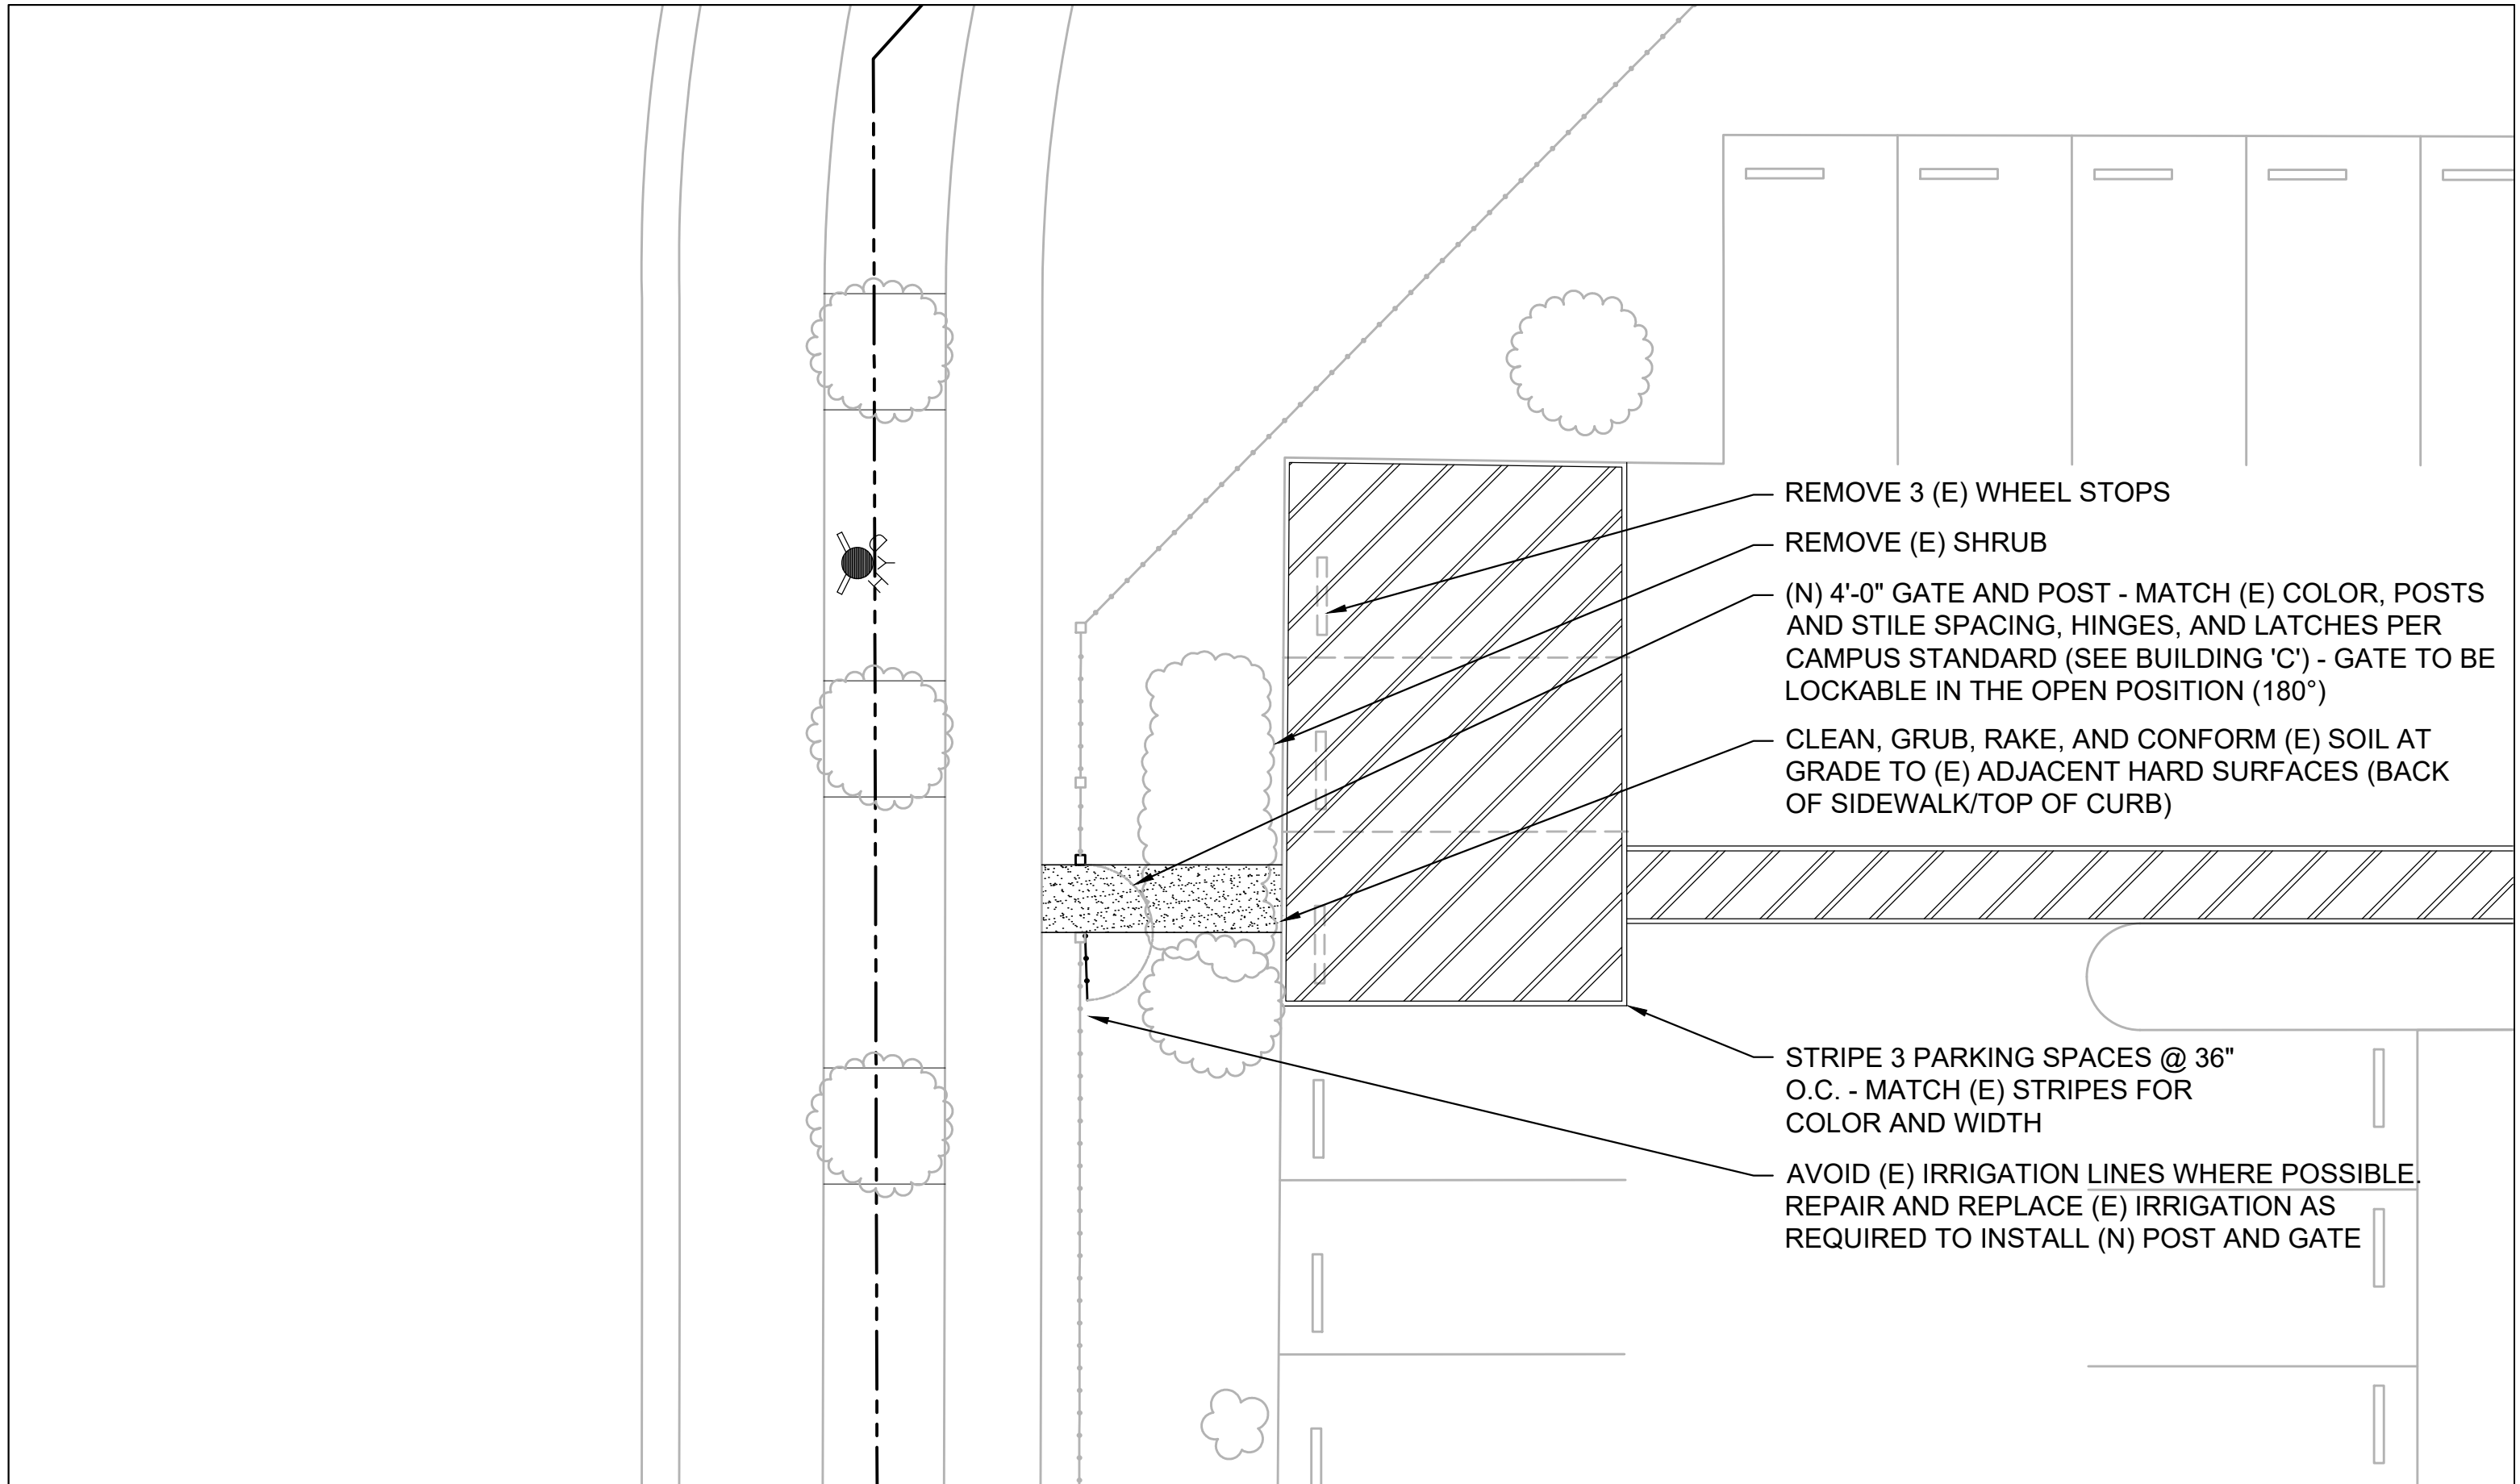 REMOVE 3 (E) WHEEL STOPS
REMOVE (E) SHRUB
(N) 4'-0" GATE AND POST - MATCH (E) COLOR, POSTS
AND STILE SPACING, HINGES, AND LATCHES PER
CAMPUS STANDARD (SEE BUILDING 'C') - GATE TO BE
LOCKABLE IN THE OPEN POSITION (180°)
CLEAN, GRUB, RAKE, AND CONFORM (E) SOIL AT
GRADE TO (E) ADJACENT HARD SURFACES (BACK
OF SIDEWALK/TOP OF CURB)
STRIPE 3 PARKING SPACES @ 36"
O.C. - MATCH (E) STRIPES FOR
COLOR AND WIDTH
AVOID (E) IRRIGATION LINES WHERE POSSIBLE.
REPAIR AND REPLACE (E) IRRIGATION AS
REQUIRED TO INSTALL (N) POST AND GATE